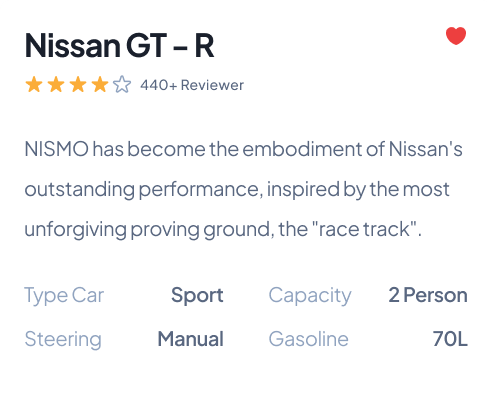 Nissan GT – R
440+ Reviewer
NISMO has become the embodiment of Nissan's
outstanding performance, inspired by the most
unforgiving proving ground, the "race track".
Type Car Sport Capacity 2 Person
Steering Manual Gasoline 70L